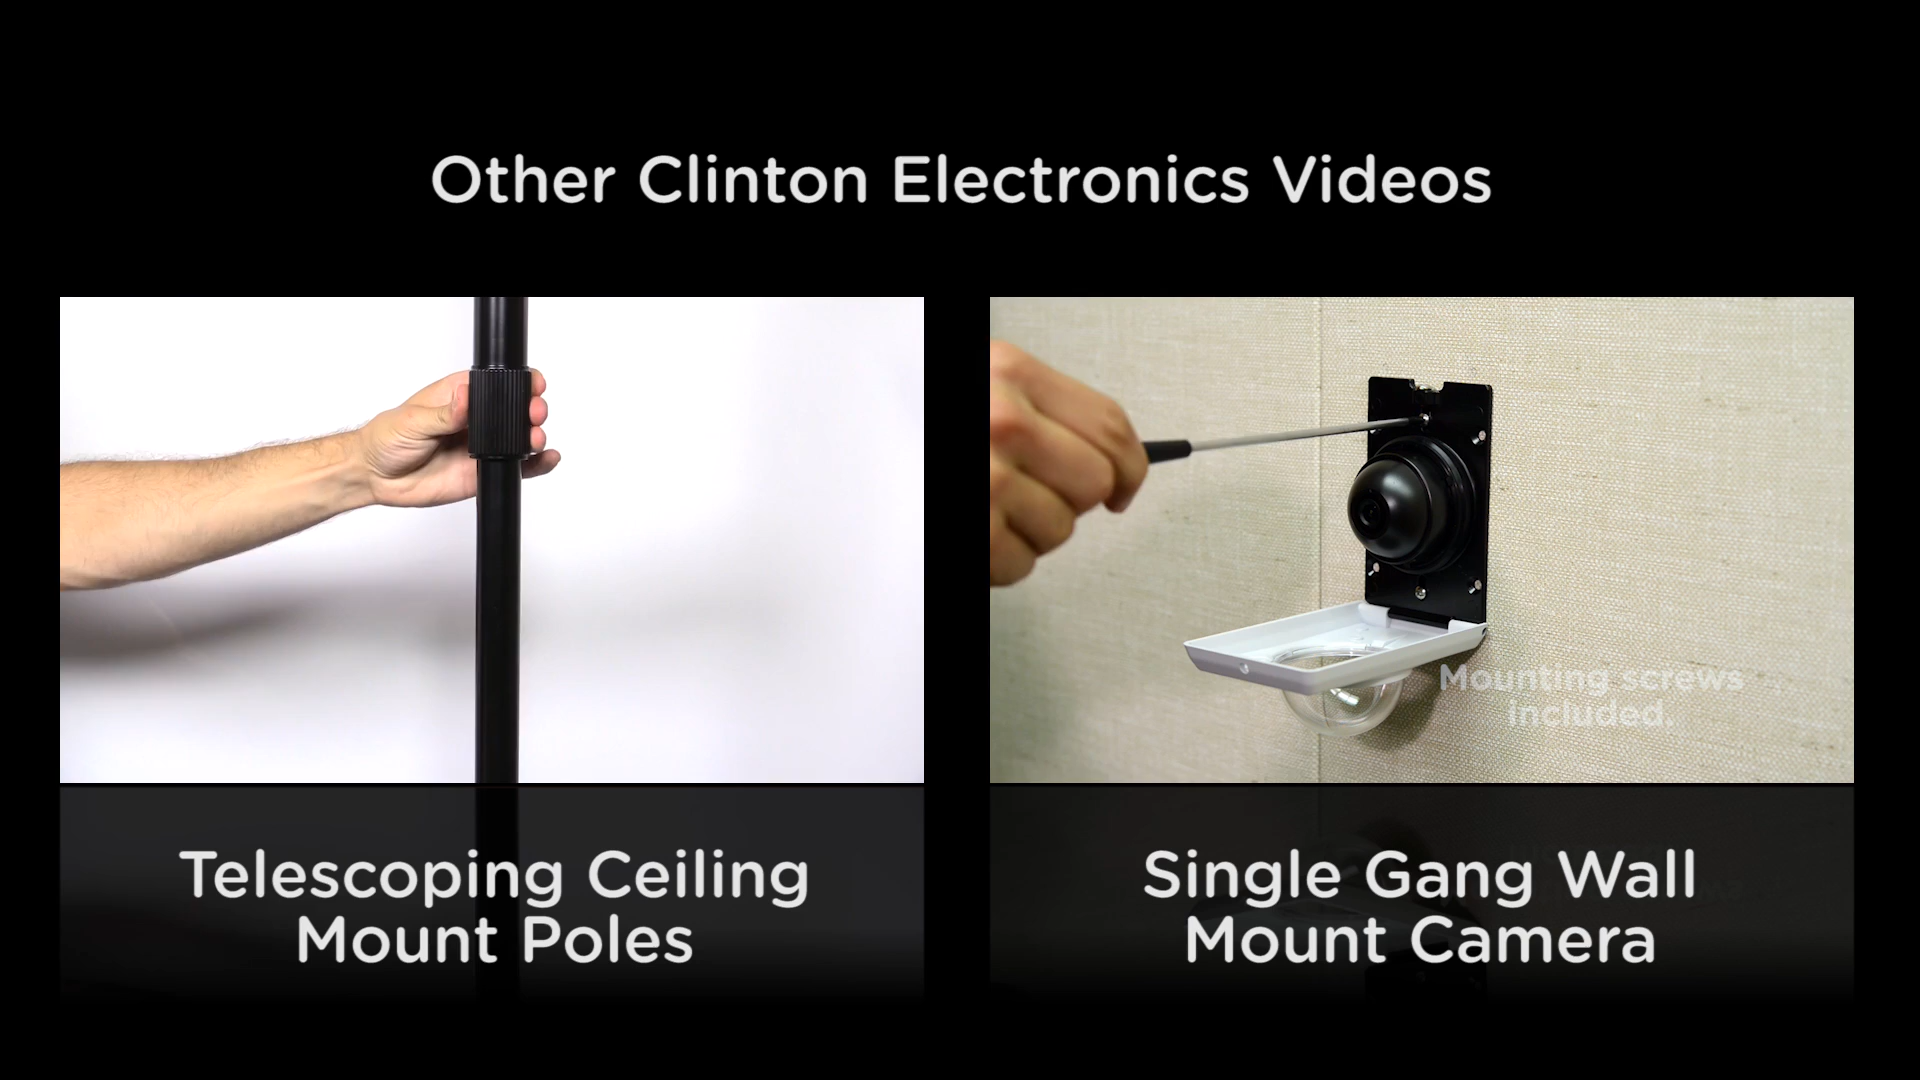 Other Clinton Electronics Videos
Mounting screws
included.
Telescoping Ceiling
Mount Poles
Single Gang Wall
Mount Camera